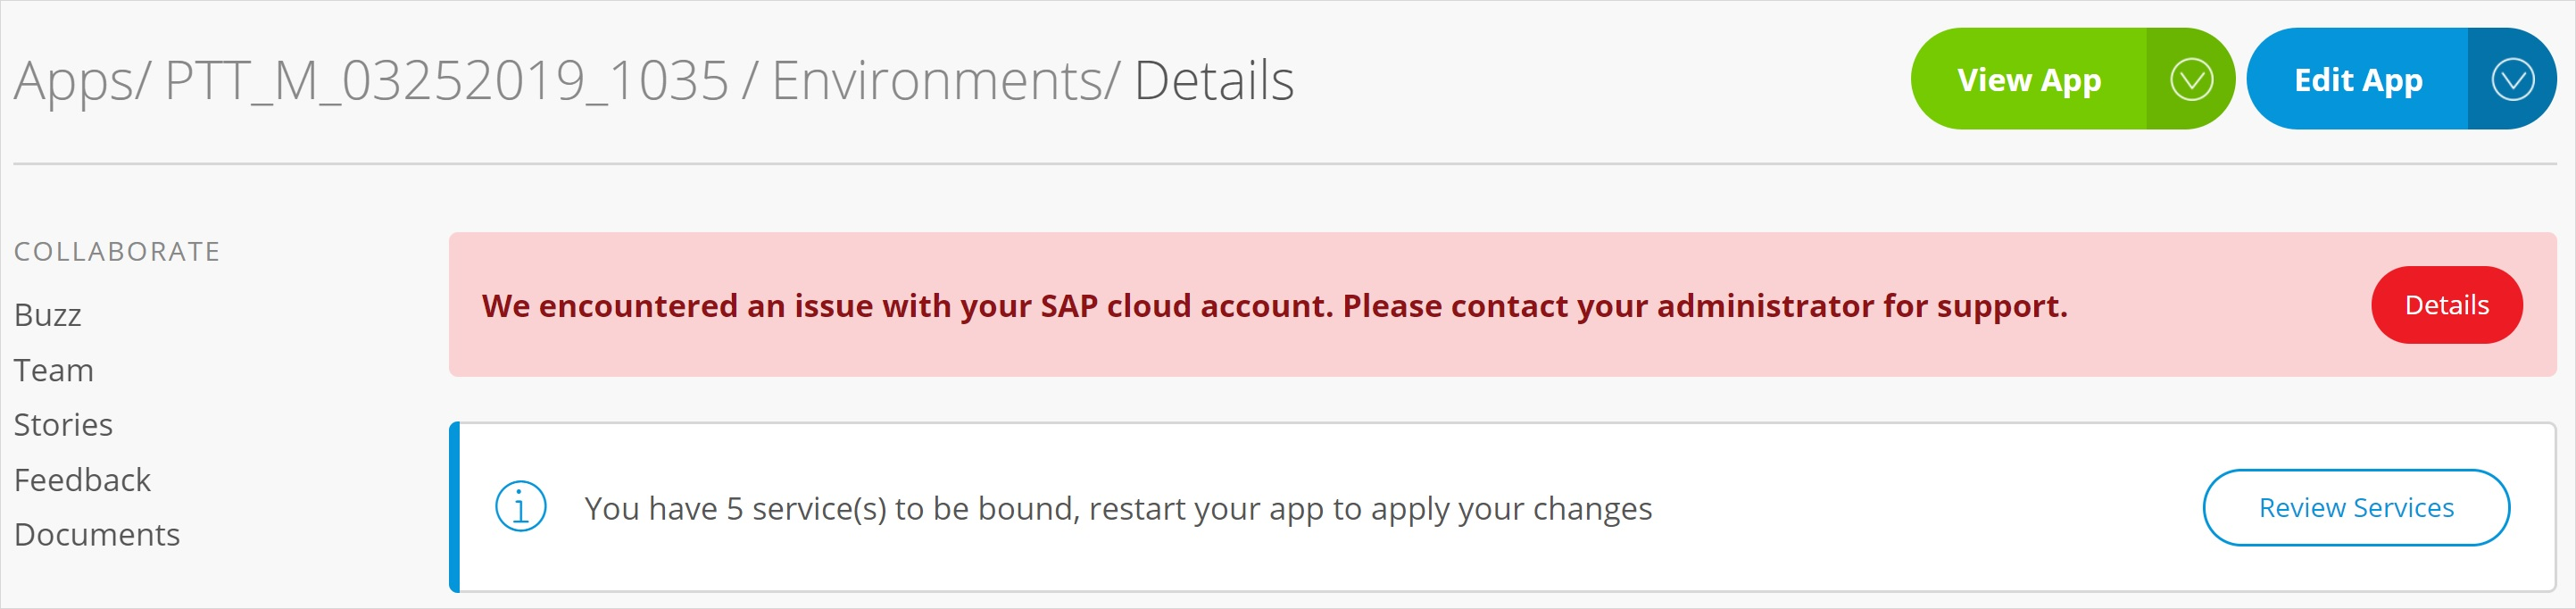 Apps/ PTT_M_03252019_1035 / Environments/ Details
View App
Edit App
COLLABORATE
Buzz
Team
Stories
Feedback
Documents
We encountered an issue with your SAP cloud account. Please contact your administrator for support.
Details
You have 5 service(s) to be bound, restart your app to apply your changes
Review Services